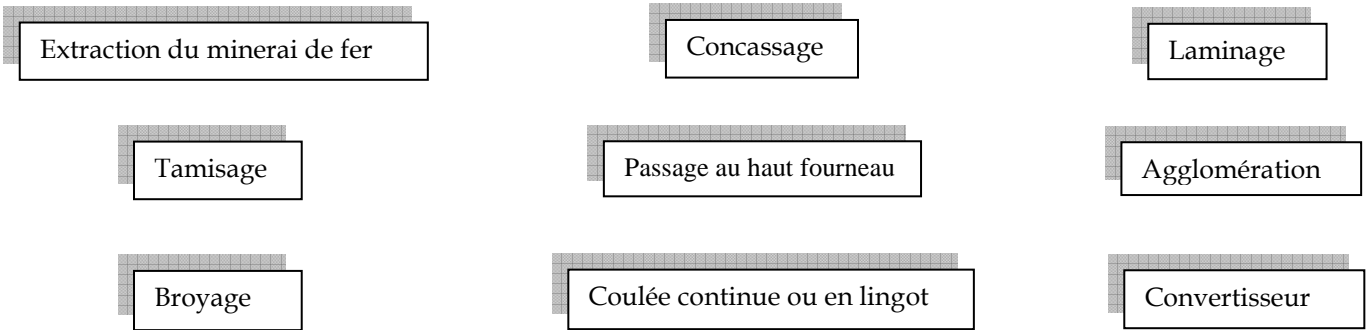 Extraction du minerai de fer
Concassage
Laminage
Tamisage
Passage au haut fourneau
Agglomération
Broyage
Coulée continue ou en lingot
Convertisseur